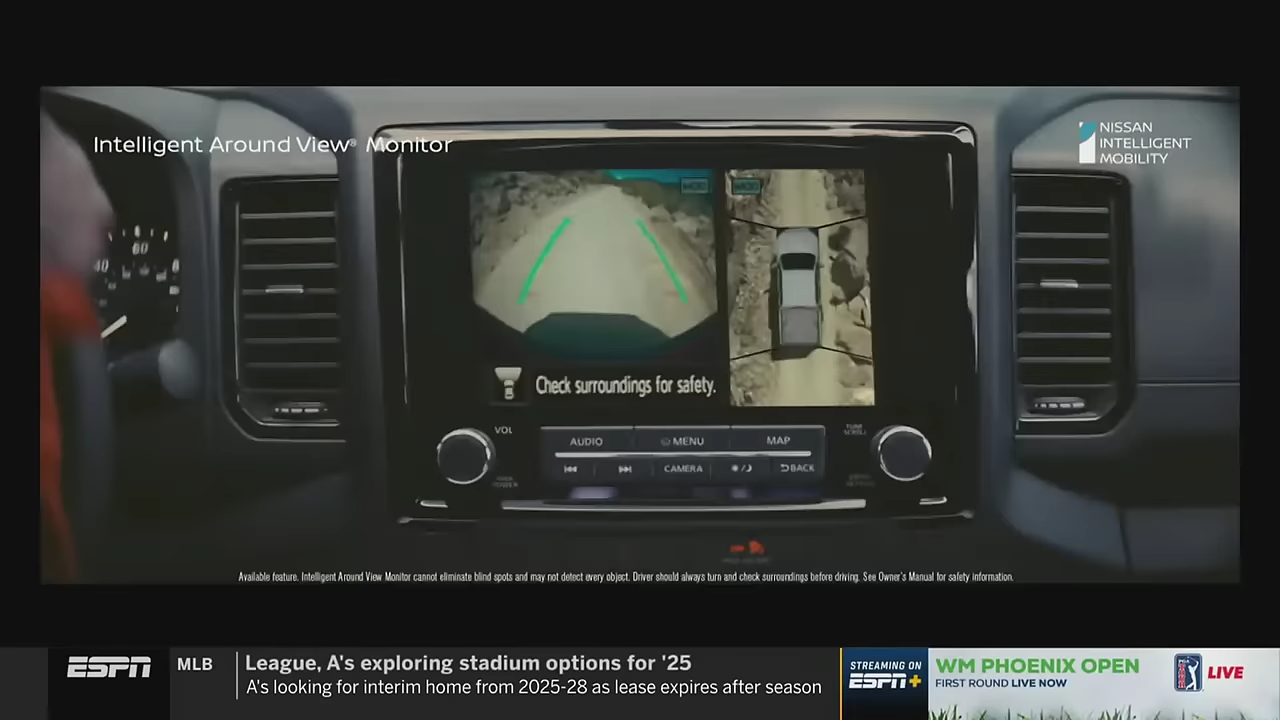 Intelligent Around View® Monitor
NISSAN
INTELLIGENT
MOBILITY
60
40
MOD
MOD
Check surroundings for safety.
VOL
TUNE
SCROLL
AUDIO
MENU
MAP
CAMERA
BACK
Available feature. Intelligent Around View Monitor cannot eliminate blind spots and may not detect every object. Driver should always turn and check surroundings before driving. See Owner's Manual for safety information.
ESPN
MLB
League, A's exploring stadium options for '25
A's looking for interim home from 2025-28 as lease expires after season
STREAMING ON
ESPN+
WM PHOENIX OPEN
FIRST ROUND LIVE NOW
LIVE